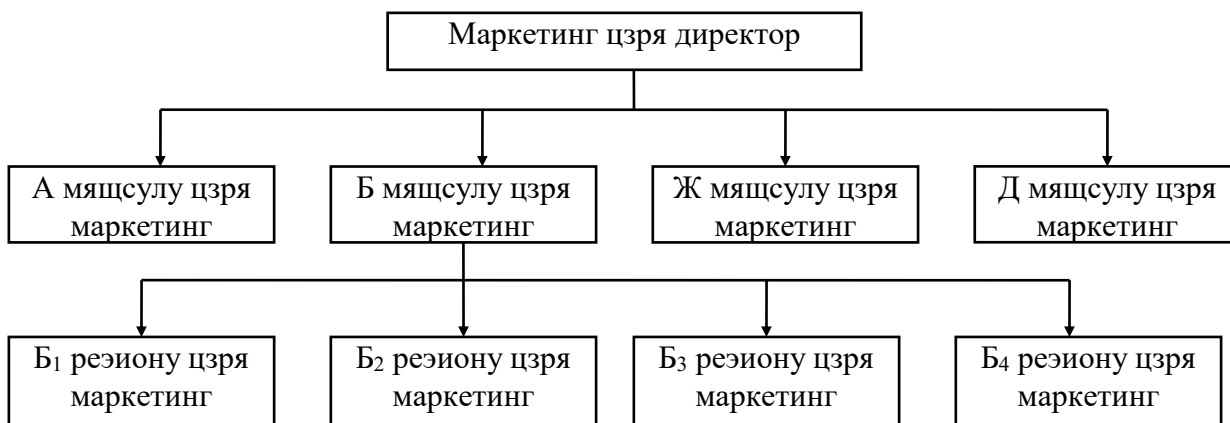 Маркетинг цзря директор
А мящсулу цзря
маркетинг
Б мящсулу цзря
маркетинг
Ж мящсулу цзря
маркетинг
Д мящсулу цзря
маркетинг
Б₁ реэиону цзря
маркетинг
Б₂ реэиону цзря
маркетинг
Б₃ реэиону цзря
маркетинг
Б₄ реэиону цзря
маркетинг